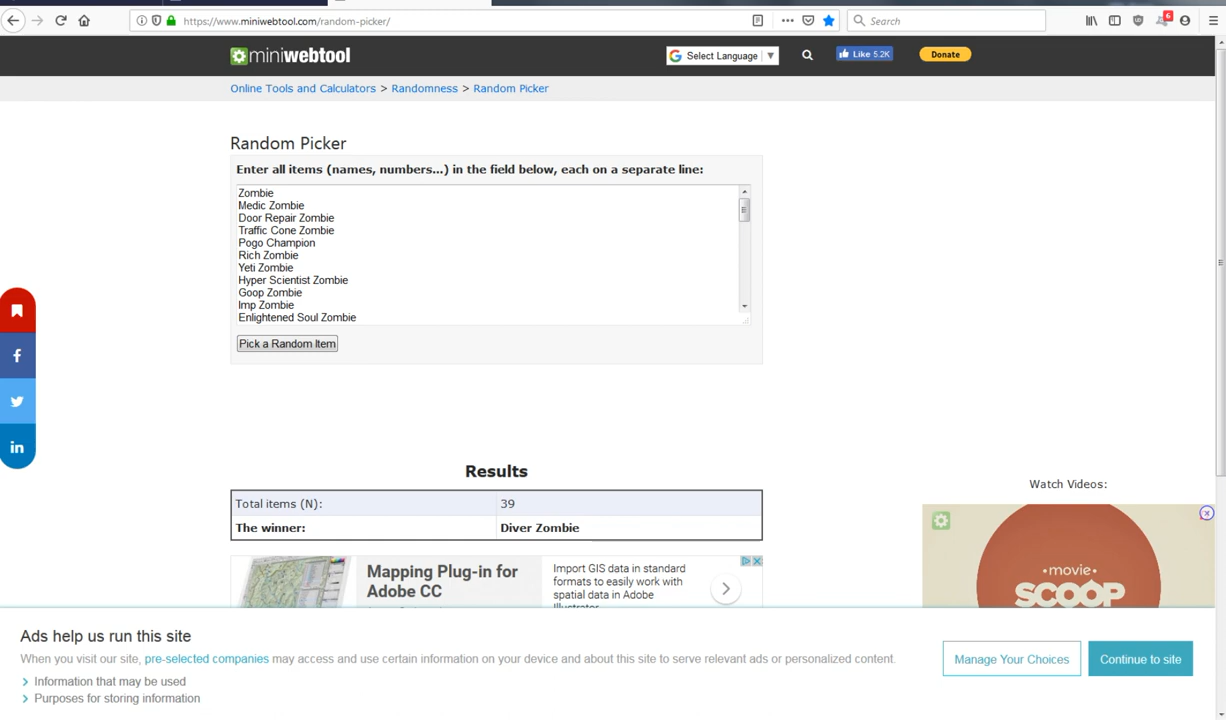 https://www.miniwebtool.com/random-picker/
Search
6
miniwebtool
Select Language
Like 5.2K
Donate
Online Tools and Calculators > Randomness > Random Picker
Random Picker
Enter all items (names, numbers...) in the field below, each on a separate line:
Zombie
Medic Zombie
Door Repair Zombie
Traffic Cone Zombie
Pogo Champion
Rich Zombie
Yeti Zombie
Hyper Scientist Zombie
Goop Zombie
Imp Zombie
Enlightened Soul Zombie
Pick a Random Item
Results
Total items (N): 39
The winner: Diver Zombie
Watch Videos:
Mapping Plug-in for
Adobe CC
Import GIS data in standard
formats to easily work with
spatial data in Adobe
Illustrator
•movie•
SCOOP
Ads help us run this site
When you visit our site, pre-selected companies may access and use certain information on your device and about this site to serve relevant ads or personalized content.
Information that may be used
Purposes for storing information
Manage Your Choices
Continue to site